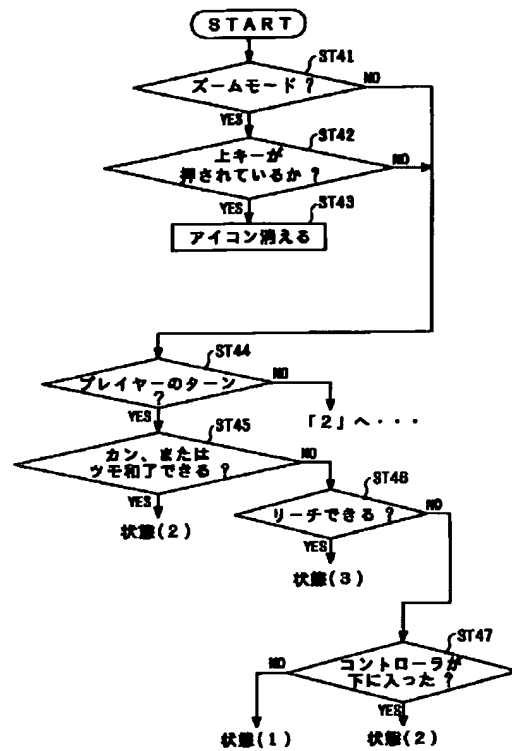 START
ST41
ズームモード？
NO
YES
ST42
上キーが
押されているか？
NO
YES
ST43
アイコン消える
ST44
プレイヤーのターン
？
NO
YES
「2」へ・・・
ST45
カン、または
ツモ和了できる？
NO
YES
状態(2)
ST46
リーチできる？
NO
YES
状態(3)
ST47
コントローラが
下に入った？
NO
YES
状態(1)
状態(2)